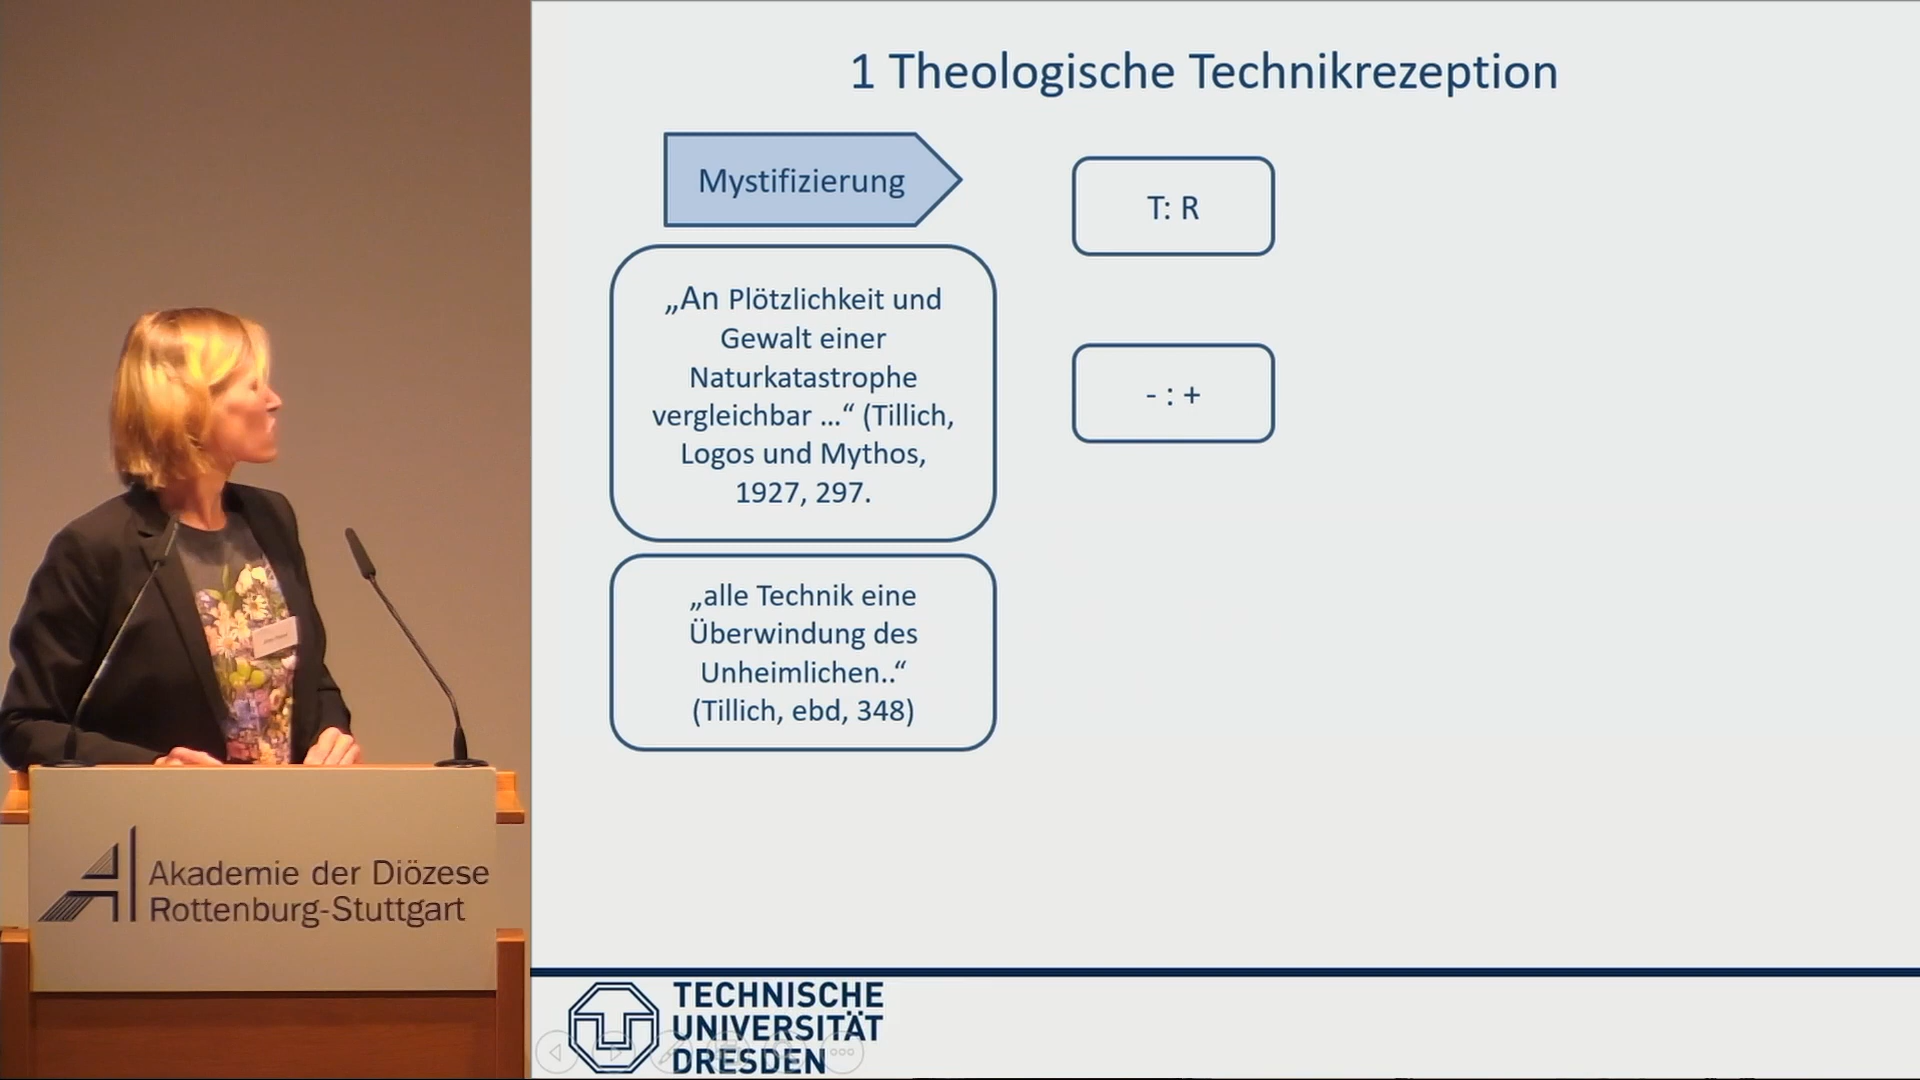 1 Theologische Technikrezeption
Mystifizierung
T: R
„An Plötzlichkeit und
Gewalt einer
Naturkatastrophe
vergleichbar ...“ (Tillich,
Logos und Mythos,
1927, 297.
- : +
„alle Technik eine
Überwindung des
Unheimlichen..“
(Tillich, ebd, 348)
Akademie der Diözese
Rottenburg-Stuttgart
TECHNISCHE
UNIVERSITÄT
DRESDEN